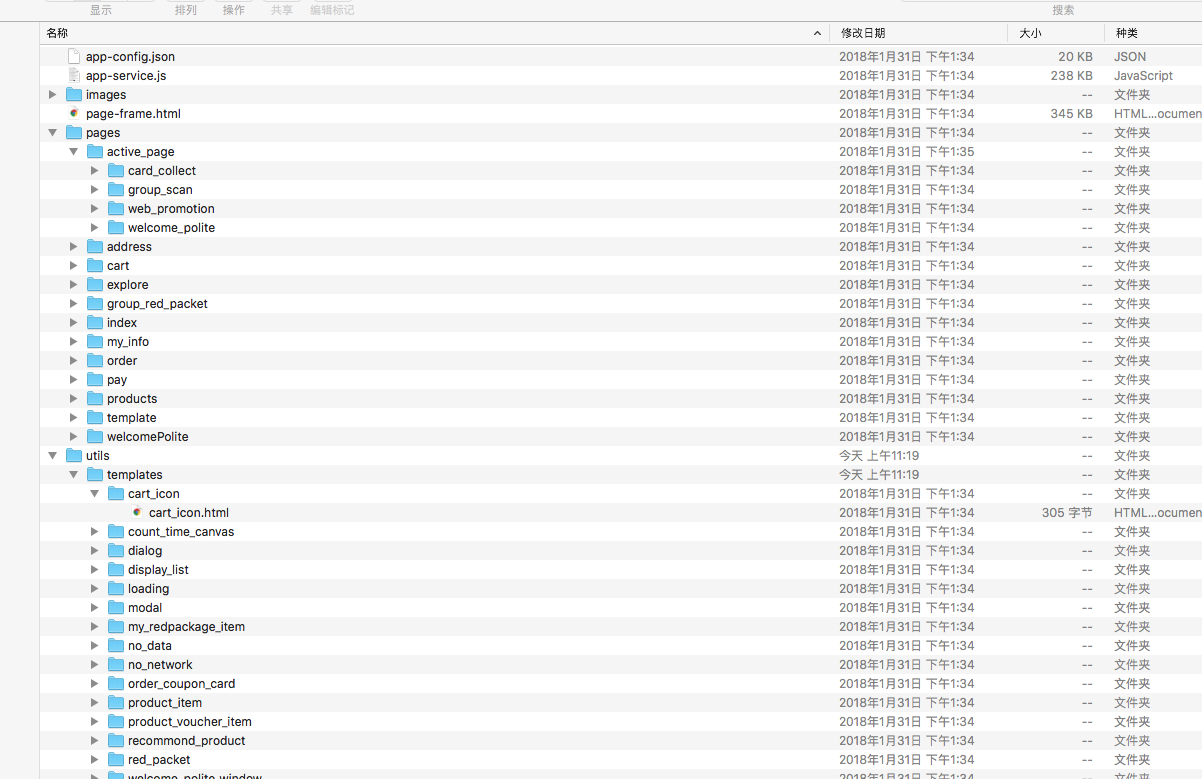 显示 排列 操作 共享 编辑标记 搜索
名称 修改日期 大小 种类
app-config.json 2018年1月31日 下午1:34 20 KB JSON
app-service.js 2018年1月31日 下午1:34 238 KB JavaScript
images 2018年1月31日 下午1:34 -- 文件夹
page-frame.html 2018年1月31日 下午1:34 345 KB HTML...ocumen
pages 2018年1月31日 下午1:34 -- 文件夹
active_page 2018年1月31日 下午1:35 -- 文件夹
card_collect 2018年1月31日 下午1:34 -- 文件夹
group_scan 2018年1月31日 下午1:34 -- 文件夹
web_promotion 2018年1月31日 下午1:34 -- 文件夹
welcome_polite 2018年1月31日 下午1:34 -- 文件夹
address 2018年1月31日 下午1:34 -- 文件夹
cart 2018年1月31日 下午1:34 -- 文件夹
explore 2018年1月31日 下午1:34 -- 文件夹
group_red_packet 2018年1月31日 下午1:34 -- 文件夹
index 2018年1月31日 下午1:34 -- 文件夹
my_info 2018年1月31日 下午1:34 -- 文件夹
order 2018年1月31日 下午1:34 -- 文件夹
pay 2018年1月31日 下午1:34 -- 文件夹
products 2018年1月31日 下午1:34 -- 文件夹
template 2018年1月31日 下午1:34 -- 文件夹
welcomePolite 2018年1月31日 下午1:34 -- 文件夹
utils 今天 上午11:19 -- 文件夹
templates 今天 上午11:19 -- 文件夹
cart_icon 2018年1月31日 下午1:34 -- 文件夹
cart_icon.html 2018年1月31日 下午1:34 305 字节 HTML...ocumen
count_time_canvas 2018年1月31日 下午1:34 -- 文件夹
dialog 2018年1月31日 下午1:34 -- 文件夹
display_list 2018年1月31日 下午1:34 -- 文件夹
loading 2018年1月31日 下午1:34 -- 文件夹
modal 2018年1月31日 下午1:34 -- 文件夹
my_redpackage_item 2018年1月31日 下午1:34 -- 文件夹
no_data 2018年1月31日 下午1:34 -- 文件夹
no_network 2018年1月31日 下午1:34 -- 文件夹
order_coupon_card 2018年1月31日 下午1:34 -- 文件夹
product_item 2018年1月31日 下午1:34 -- 文件夹
product_voucher_item 2018年1月31日 下午1:34 -- 文件夹
recommond_product 2018年1月31日 下午1:34 -- 文件夹
red_packet 2018年1月31日 下午1:34 -- 文件夹
welcome_polite_window 2018年1月31日 下午1:34 -- 文件夹